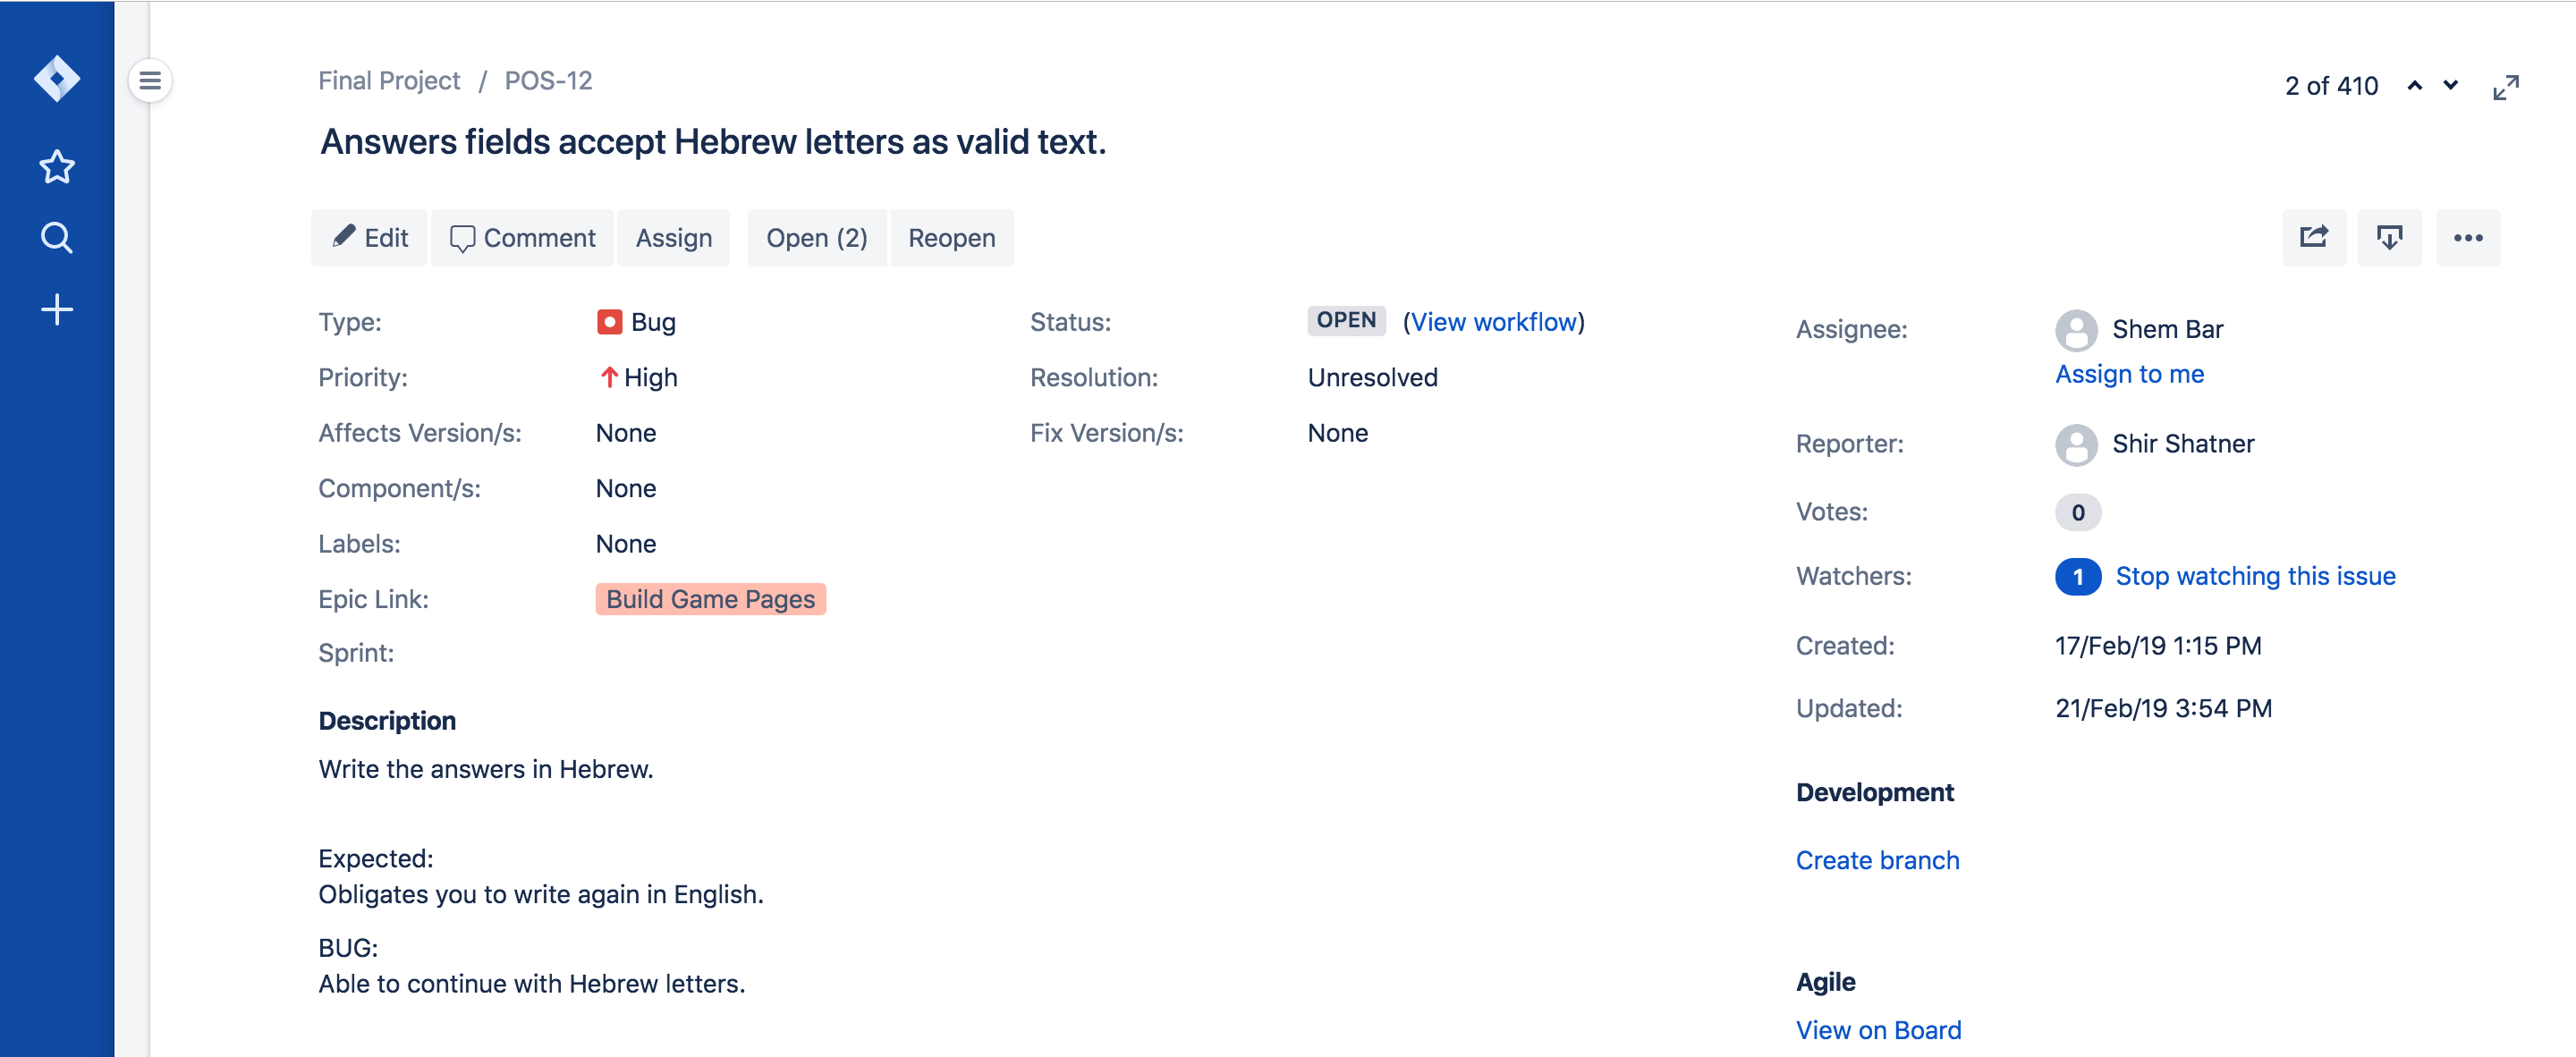 Final Project / POS-12
2 of 410
Answers fields accept Hebrew letters as valid text.
Edit Comment Assign Open (2) Reopen
Type: Bug
Priority: High
Affects Version/s: None
Component/s: None
Labels: None
Epic Link: Build Game Pages
Sprint:
Status: OPEN (View workflow)
Resolution: Unresolved
Fix Version/s: None
Assignee: Shem Bar
Assign to me
Reporter: Shir Shatner
Votes: 0
Watchers: 1 Stop watching this issue
Created: 17/Feb/19 1:15 PM
Updated: 21/Feb/19 3:54 PM
Description
Write the answers in Hebrew.
Expected:
Obligates you to write again in English.
BUG:
Able to continue with Hebrew letters.
Development
Create branch
Agile
View on Board